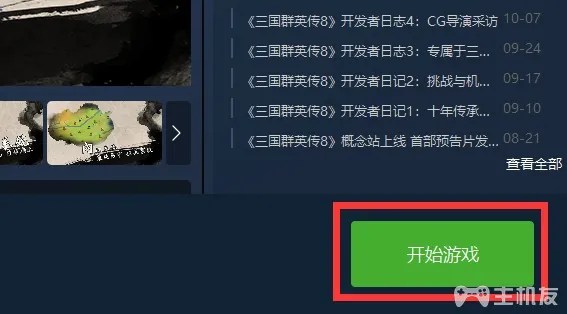 《三国群英传8》开发者日志4：CG导演采访 10-07
《三国群英传8》开发者日志3：专属于三... 09-24
《三国群英传8》开发者日记2：挑战与机... 09-17
《三国群英传8》开发者日记1：十年传承... 09-10
《三国群英传8》概念站上线 首部预告片发... 08-21
查看全部
开始游戏
主机友